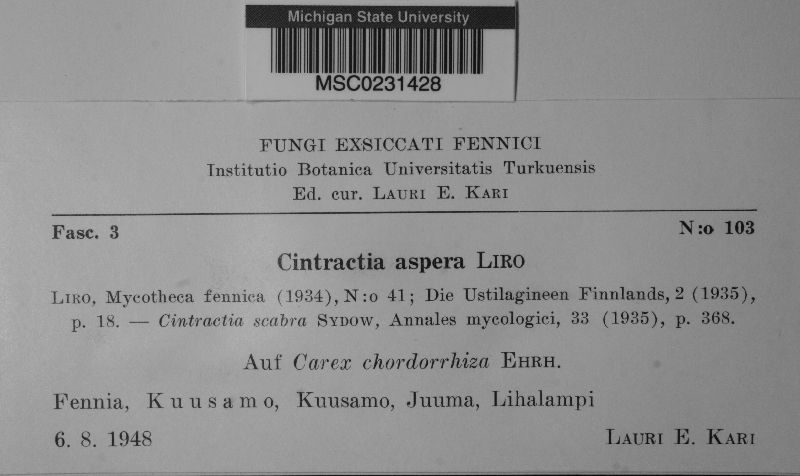 Michigan State University
MSC0231428
FUNGI EXSICCATI FENNICI
Institutio Botanica Universitatis Turkuensis
Ed. cur. LAURI E. KARI
Fasc. 3 N:o 103
Cintractia aspera LIRO
LIRO, Mycotheca fennica (1934), N:o 41; Die Ustilagineen Finnlands, 2 (1935),
p. 18. — Cintractia scabra SYDOW, Annales mycologici, 33 (1935), p. 368.
Auf Carex chordorrhiza EHRH.
Fennia, Kuusamo, Kuusamo, Juuma, Lihalampi
6. 8. 1948 LAURI E. KARI